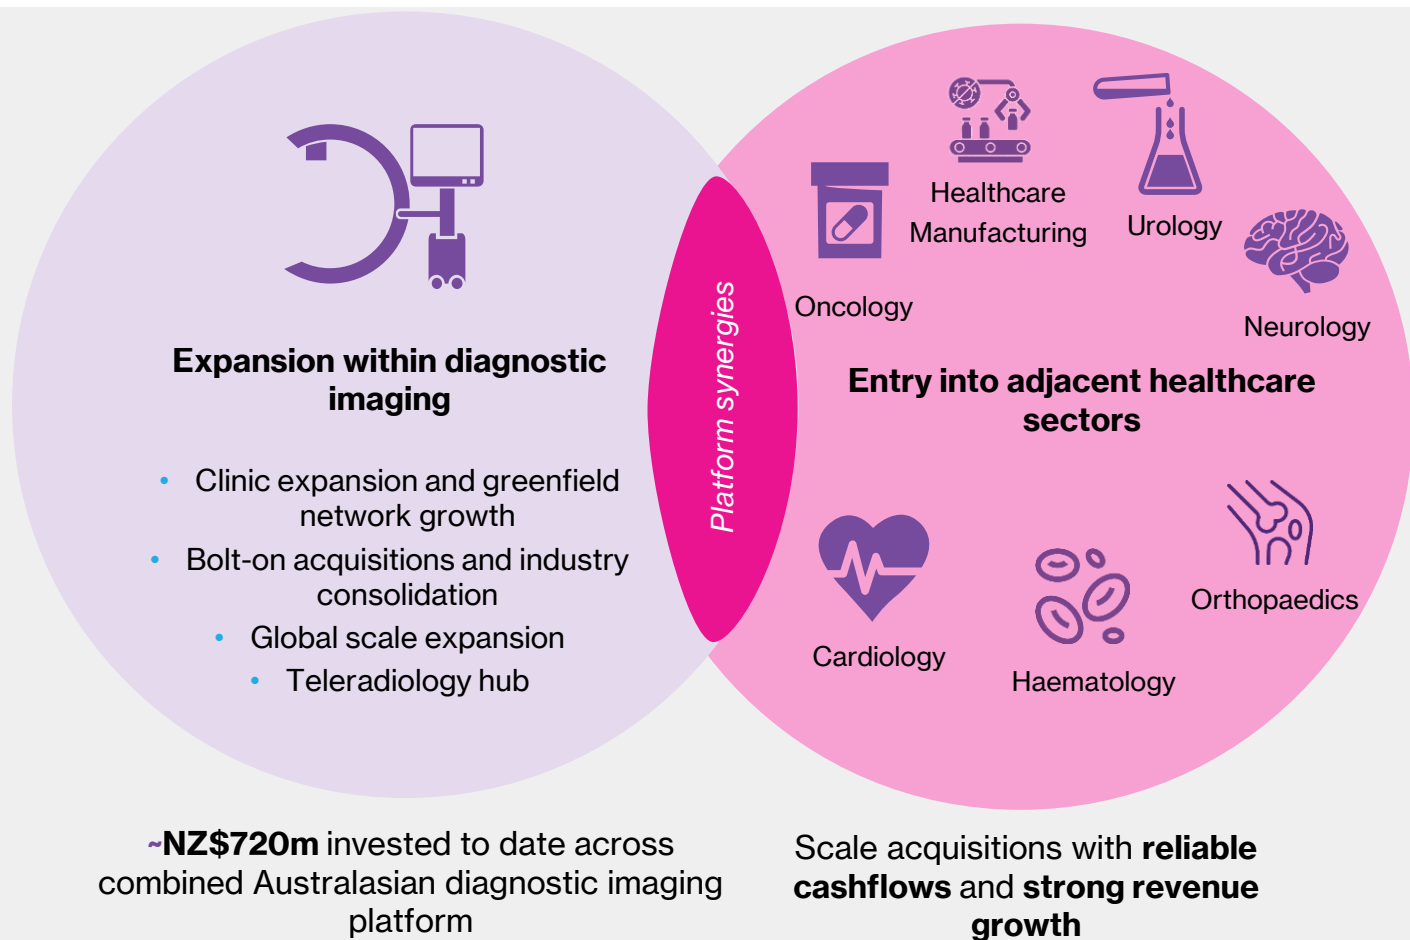 Expansion within diagnostic
imaging
• Clinic expansion and greenfield
network growth
• Bolt-on acquisitions and industry
consolidation
• Global scale expansion
• Teleradiology hub
~NZ$720m invested to date across
combined Australasian diagnostic imaging
platform
Platform synergies
Healthcare
Manufacturing
Urology
Oncology
Neurology
Entry into adjacent healthcare
sectors
Cardiology
Haematology
Orthopaedics
Scale acquisitions with reliable
cashflows and strong revenue
growth